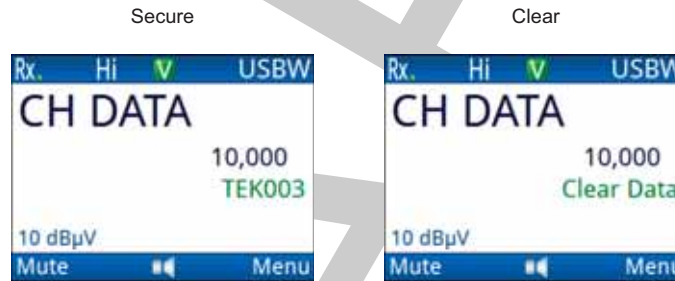 Secure
Clear
Rx. Hi V USBW
CH DATA
10,000
TEK003
10 dBµV
Mute Menu
Rx. Hi V USBW
CH DATA
10,000
Clear Data
10 dBµV
Mute Menu